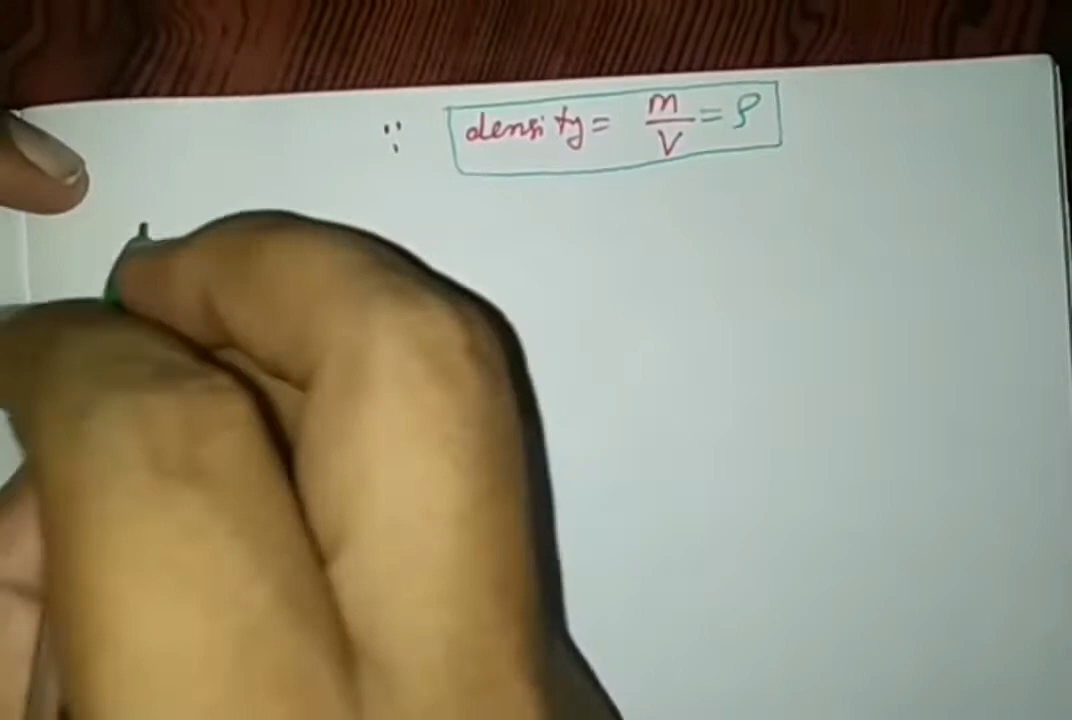 ∵ density = m/V = ρ